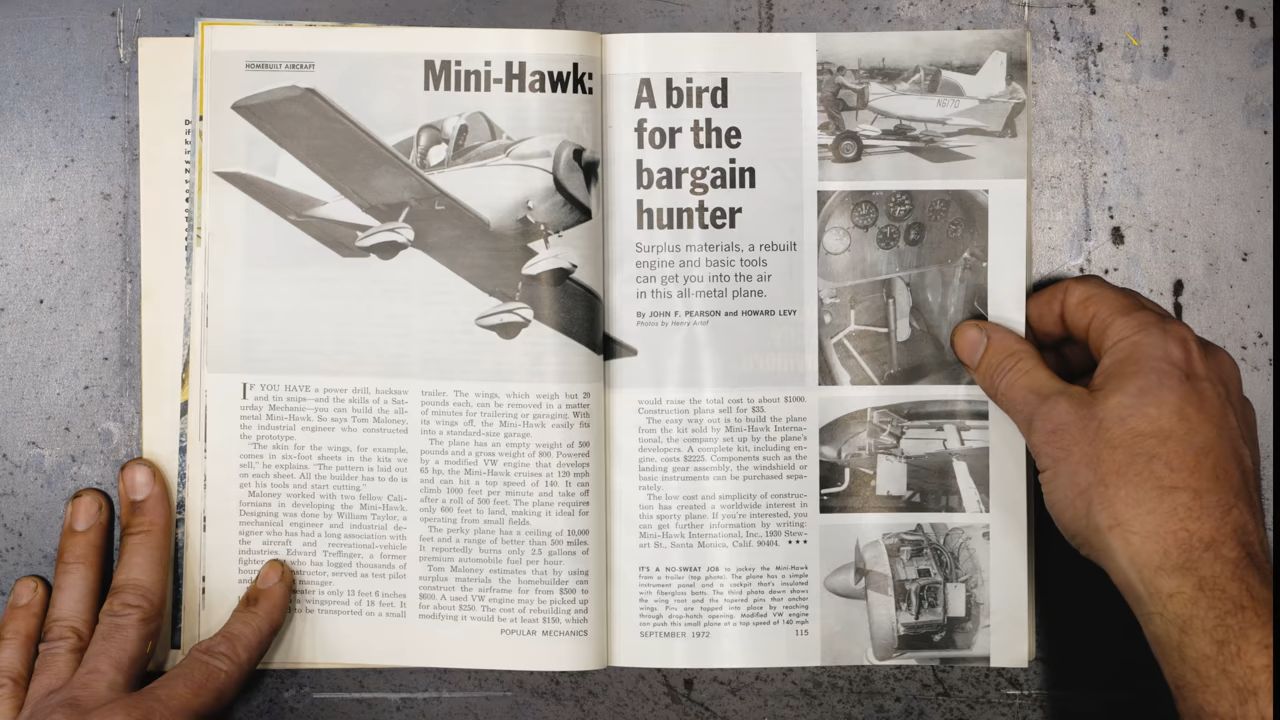 HOMEBUILT AIRCRAFT
Mini-Hawk:
IF YOU HAVE a power drill, hacksaw
and tin snips—and the skills of a Sat-
urday Mechanic—you can build the all-
metal Mini-Hawk. So says Tom Maloney,
the industrial engineer who constructed
the prototype.
"The skin for the wings, for example,
comes in six-foot sheets in the kits we
sell," he explains. "The pattern is laid out
on each sheet. All the builder has to do is
get his tools and start cutting."
Maloney worked with two fellow Cali-
fornians in developing the Mini-Hawk.
Designing was done by William Taylor, a
mechanical engineer and industrial de-
signer who has had a long association with
the aircraft and recreational-vehicle
industries. Edward Treffinger, a former
fighter who has logged thousands of
hours structor, served as test pilot
and manager.
seater is only 13 feet 6 inches
a wingspread of 18 feet. It
to be transported on a small
trailer. The wings, which weigh but 20
pounds each, can be removed in a matter
of minutes for trailering or garaging. With
its wings off, the Mini-Hawk easily fits
into a standard-size garage.
The plane has an empty weight of 500
pounds and a gross weight of 800. Powered
by a modified VW engine that develops
65 hp, the Mini-Hawk cruises at 120 mph
and can hit a top speed of 140. It can
climb 1000 feet per minute and take off
after a roll of 500 feet. The plane requires
only 600 feet to land, making it ideal for
operating from small fields.
The perky plane has a ceiling of 10,000
feet and a range of better than 500 miles.
It reportedly burns only 2.5 gallons of
premium automobile fuel per hour.
Tom Maloney estimates that by using
surplus materials the homebuilder can
construct the airframe for from $500 to
$600. A used VW engine may be picked up
for about $250. The cost of rebuilding and
modifying it would be at least $150, which
POPULAR MECHANICS
A bird
for the
bargain
hunter
Surplus materials, a rebuilt
engine and basic tools
can get you into the air
in this all-metal plane.
By JOHN F. PEARSON and HOWARD LEVY
Photos by Henry Artof
N6170
would raise the total cost to about $1000.
Construction plans sell for $35.
The easy way out is to build the plane
from the kit sold by Mini-Hawk Interna-
tional, the company set up by the plane's
developers. A complete kit, including en-
gine, costs $2225. Components such as the
landing gear assembly, the windshield or
basic instruments can be purchased sepa-
rately.
The low cost and simplicity of construc-
tion has created a worldwide interest in
this sporty plane. If you're interested, you
can get further information by writing:
Mini-Hawk International, Inc., 1930 Stew-
art St., Santa Monica, Calif. 90404. ★★★
IT'S A NO-SWEAT JOB to jockey the Mini-Hawk
from a trailer (top photo). The plane has a simple
instrument panel and a cockpit that's insulated
with fiberglass batts. The third photo down shows
the wing root and the tapered pins that anchor
wings. Pins are tapped into place by reaching
through drop-hatch opening. Modified VW engine
can push this small plane at a top speed of 140 mph
SEPTEMBER 1972 115